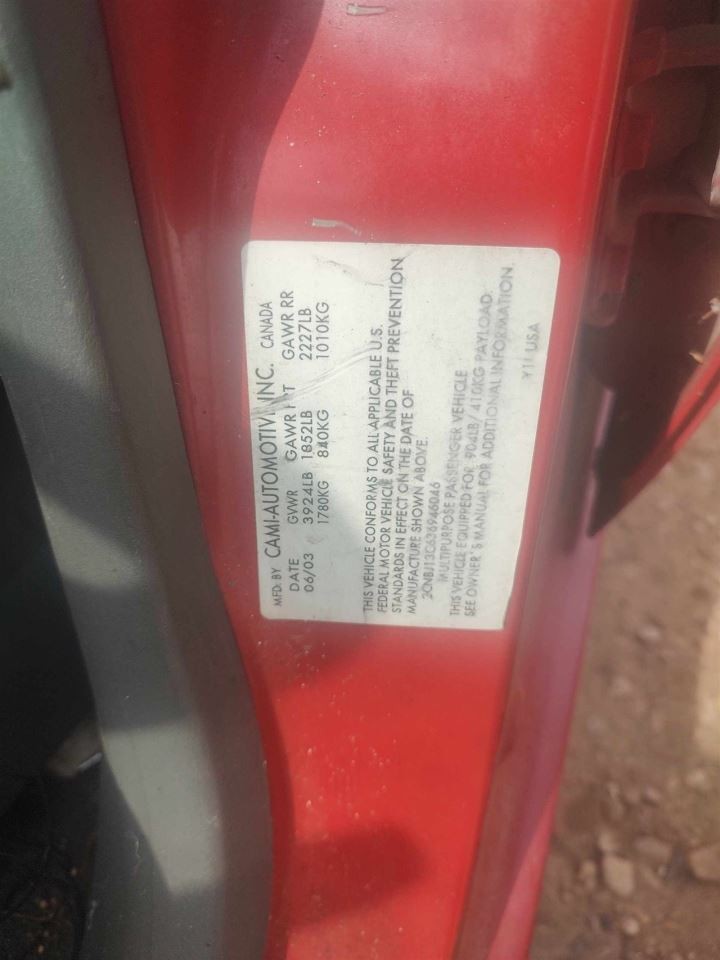 MFD. BY CAMI-AUTOMOTIVE INC. CANADA
DATE GVWR GAWR FRT GAWR RR
06/03 3924LB 1852LB 2227LB
1780KG 840KG 1010KG
THIS VEHICLE CONFORMS TO ALL APPLICABLE U.S.
FEDERAL MOTOR VEHICLE SAFETY AND THEFT PREVENTION
STANDARDS IN EFFECT ON THE DATE OF
MANUFACTURE SHOWN ABOVE.
2CNBJ13C636946046
MULTIPURPOSE PASSENGER VEHICLE
THIS VEHICLE EQUIPPED FOR 904LB/410KG PAYLOAD:
SEE OWNER'S MANUAL FOR ADDITIONAL INFORMATION.
Y11 USA